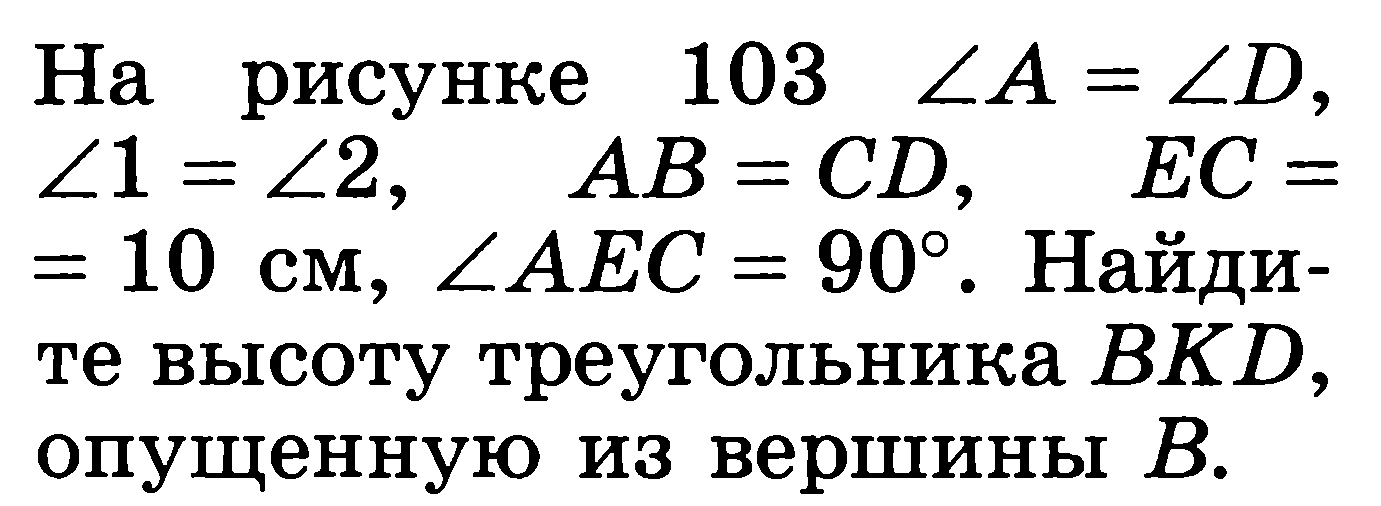 На рисунке 103 ∠A = ∠D,
∠1 = ∠2, AB = CD, EC =
= 10 см, ∠AEC = 90°. Найди-
те высоту треугольника BKD,
опущенную из вершины B.